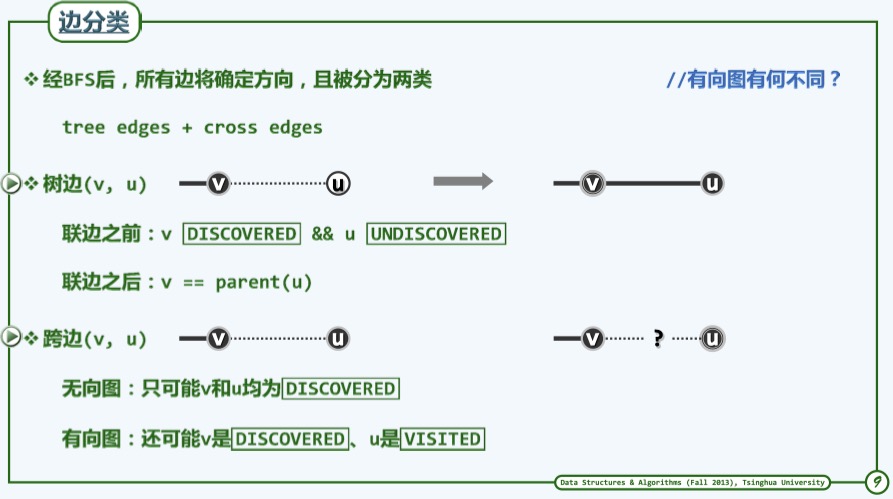 边分类
❖ 经BFS后，所有边将确定方向，且被分为两类 //有向图有何不同？
tree edges + cross edges
❖ 树边(v, u) v u v u
联边之前：v DISCOVERED && u UNDISCOVERED
联边之后：v == parent(u)
❖ 跨边(v, u) v u v ? u
无向图：只可能v和u均为DISCOVERED
有向图：还可能v是DISCOVERED、u是VISITED
Data Structures & Algorithms (Fall 2013), Tsinghua University 9